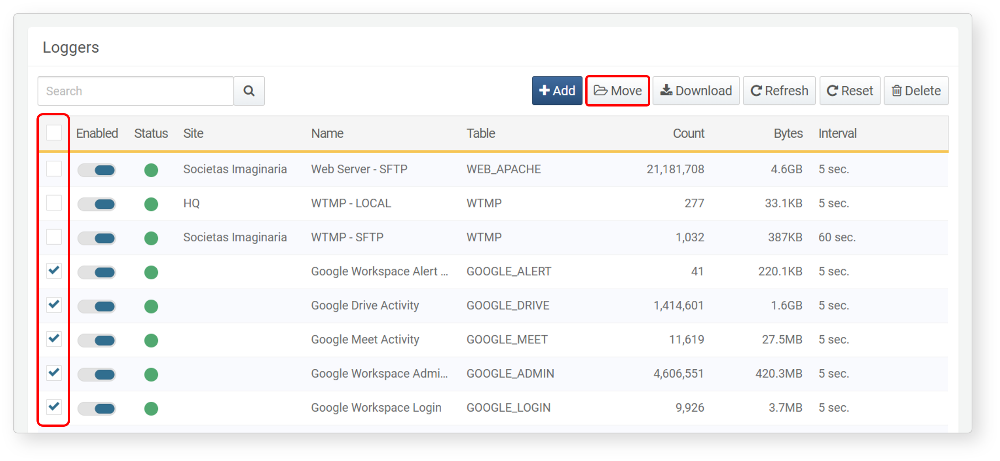 Loggers
Search Add Move Download Refresh Reset Delete
Enabled Status Site Name Table Count Bytes Interval
Societas Imaginaria Web Server - SFTP WEB_APACHE 21,181,708 4.6GB 5 sec.
HQ WTMP - LOCAL WTMP 277 33.1KB 5 sec.
Societas Imaginaria WTMP - SFTP WTMP 1,032 387KB 60 sec.
Google Workspace Alert ... GOOGLE_ALERT 41 220.1KB 5 sec.
Google Drive Activity GOOGLE_DRIVE 1,414,601 1.6GB 5 sec.
Google Meet Activity GOOGLE_MEET 11,619 27.5MB 5 sec.
Google Workspace Admi... GOOGLE_ADMIN 4,606,551 420.3MB 5 sec.
Google Workspace Login GOOGLE_LOGIN 9,926 3.7MB 5 sec.